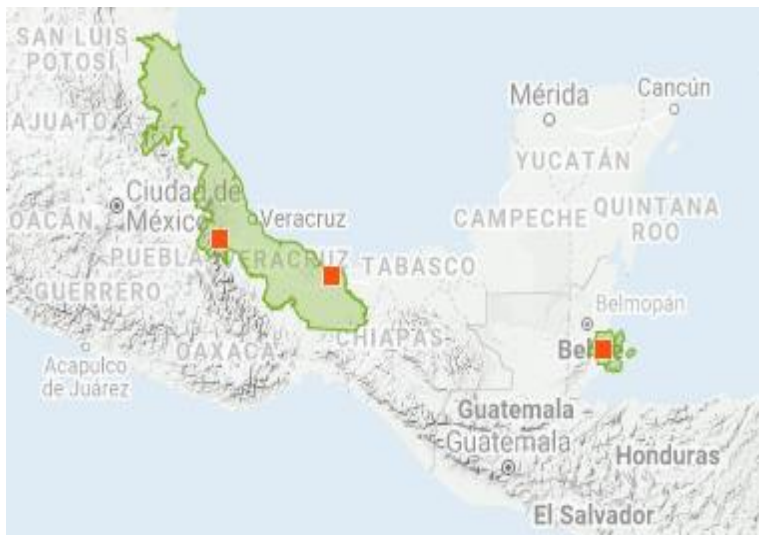 SAN LUIS
POTOSÍ
AJUATO
Ciudad de
México
OACÁN
Veracruz
PUEBLA
VERACRUZ
GUERRERO
OAXACA
Acapulco
de Juárez
TABASCO
CHIAPAS
Mérida
Cancún
YUCATÁN
CAMPECHE
QUINTANA
ROO
Belmopán
Guatemala
Guatemala
Honduras
El Salvador